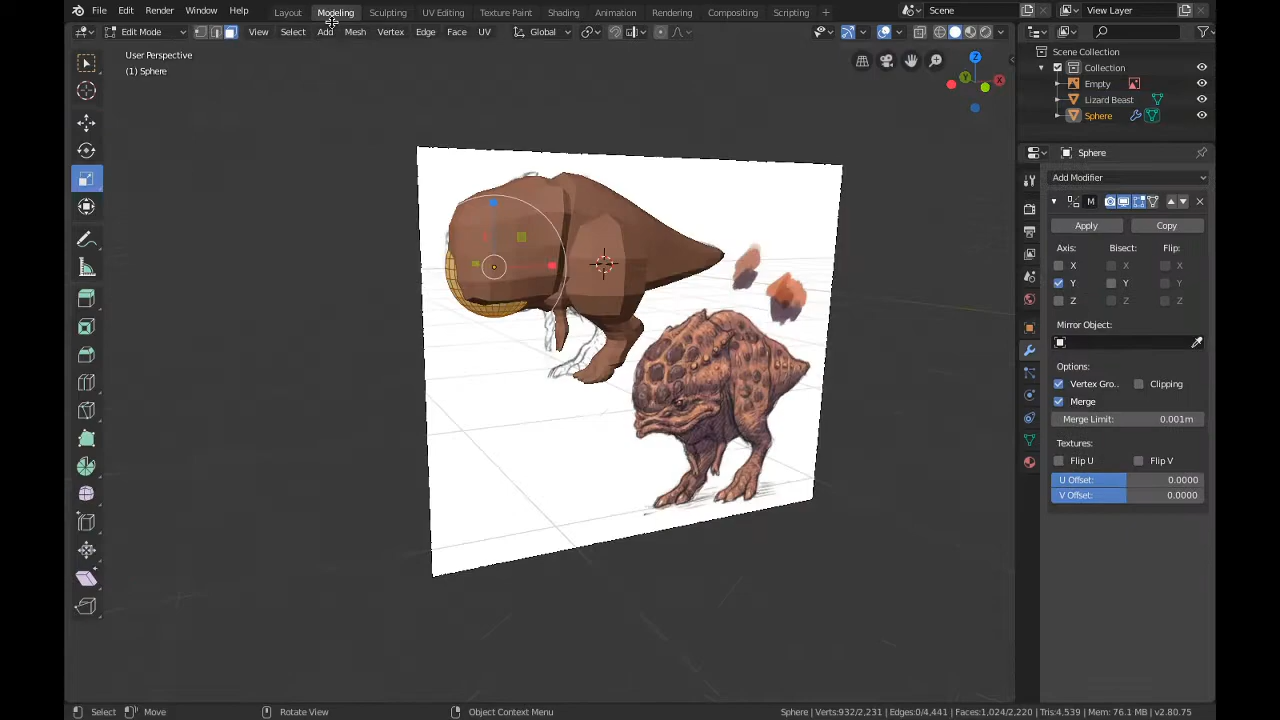 File Edit Render Window Help Layout Modeling Sculpting UV Editing Texture Paint Shading Animation Rendering Compositing Scripting + Scene View Layer
Edit Mode View Select Add Mesh Vertex Edge Face UV Global
User Perspective
(1) Sphere
Z
X
Y
Scene Collection
Collection
Empty
Lizard Beast
Sphere
Sphere
Add Modifier
M
Apply Copy
Axis: Bisect: Flip:
X X X
Y Y Y
Z Z Z
Mirror Object:
Options:
Vertex Gro.. Clipping
Merge
Merge Limit: 0.001m
Textures:
Flip U Flip V
U Offset: 0.0000
V Offset: 0.0000
Select Move Rotate View Object Context Menu Sphere | Verts:932/2,231 | Edges:0/4,441 | Faces:1,024/2,220 | Tris:4,539 | Mem: 76.1 MB | v2.80.75